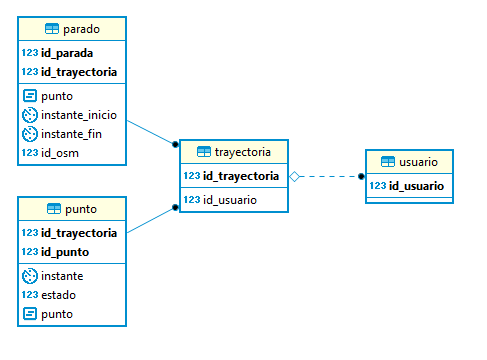 parado
123 id_parada
123 id_trayectoria
punto
instante_inicio
instante_fin
123 id_osm
trayectoria
123 id_trayectoria
123 id_usuario
usuario
123 id_usuario
punto
123 id_trayectoria
123 id_punto
instante
123 estado
punto